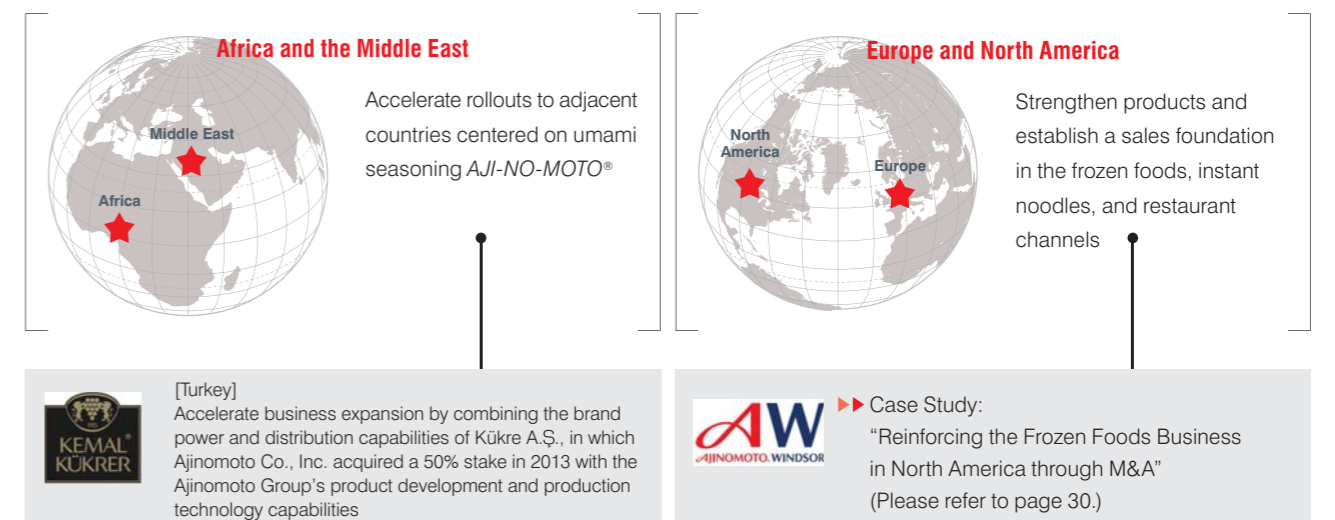 Africa and the Middle East
Middle East
Africa
Accelerate rollouts to adjacent
countries centered on umami
seasoning AJI-NO-MOTO®
[Turkey]
Accelerate business expansion by combining the brand
power and distribution capabilities of Kükre A.Ş., in which
Ajinomoto Co., Inc. acquired a 50% stake in 2013 with the
Ajinomoto Group’s product development and production
technology capabilities
KEMAL®
KÜKRER
Europe and North America
North
America
Europe
Strengthen products and
establish a sales foundation
in the frozen foods, instant
noodles, and restaurant
channels
AW
AJINOMOTO. WINDSOR
Case Study:
“Reinforcing the Frozen Foods Business
in North America through M&A”
(Please refer to page 30.)